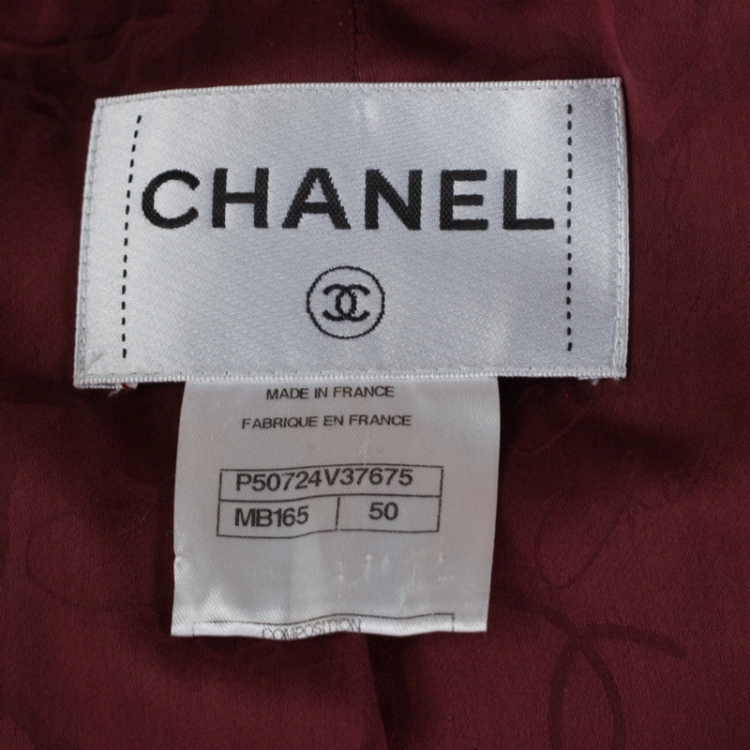 CHANEL
MADE IN FRANCE
FABRIQUE EN FRANCE
P50724V37675
MB165 50
COMPOSITION